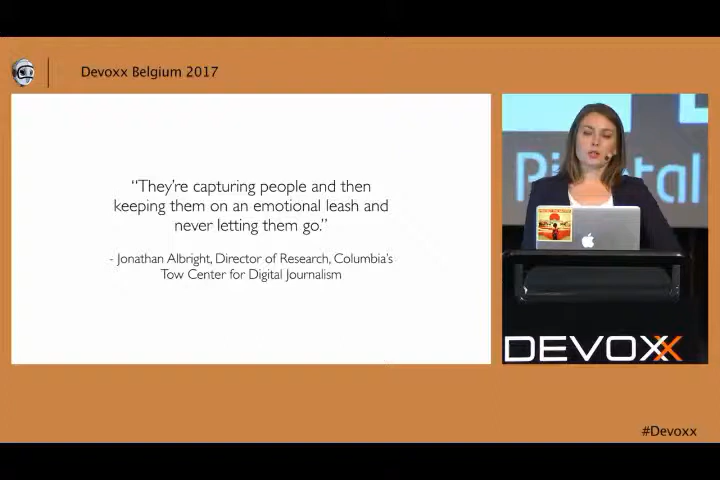 Devoxx Belgium 2017
“They’re capturing people and then
keeping them on an emotional leash and
never letting them go.”
- Jonathan Albright, Director of Research, Columbia’s
Tow Center for Digital Journalism
DEVOXX
#Devoxx